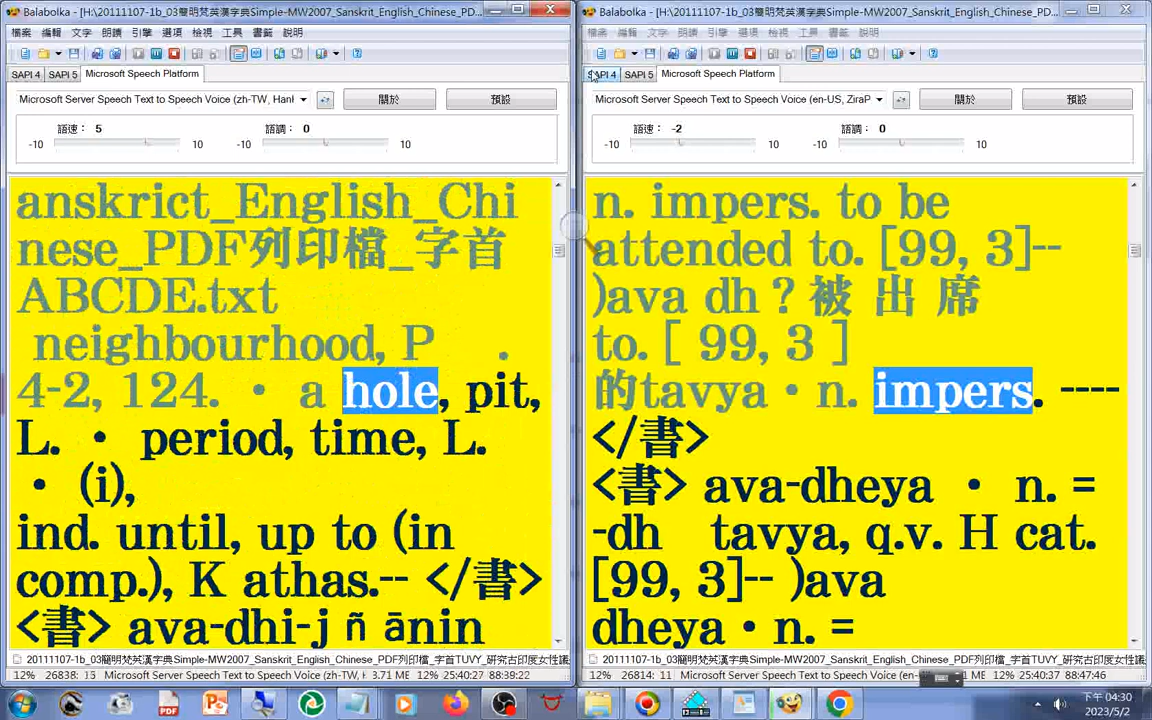 Balabolka - [H:\20111107-1b_03簡明梵英漢字典Simple-MW2007_Sanskrit_English_Chinese_PD...
檔案 編輯 文字 朗讀 引擎 選項 檢視 工具 書籤 說明
SAPI 4 SAPI 5 Microsoft Speech Platform
Microsoft Server Speech Text to Speech Voice (zh-TW, Han 關於 預設
語速： 5 語調： 0
-10 10 -10 10
anskrict_English_Chi
nese_PDF列印檔_字首
ABCDE.txt
neighbourhood, P .
4-2, 124. • a hole, pit,
L. • period, time, L.
• (i),
ind. until, up to (in
comp.), K athas.-- </書>
<書> ava-dhi-j ñ ānin
20111107-1b_03簡明梵英漢字典Simple-MW2007_Sanskrit_English_Chinese_PDF列印檔_字首TUVY_研究古印度女性議
12% 26838: 15 Microsoft Server Speech Text to Speech Voice (zh-TW, 3.71 ME 25:40:27 88:39:22
Balabolka - [H:\20111107-1b_03簡明梵英漢字典Simple-MW2007_Sanskrit_English_Chinese_PD...
檔案 編輯 文字 朗讀 引擎 選項 檢視 工具 書籤 說明
SAPI 4 SAPI 5 Microsoft Speech Platform
Microsoft Server Speech Text to Speech Voice (en-US, ZiraP 關於 預設
語速： -2 語調： 0
-10 10 -10 10
n. impers. to be
attended to. [99, 3]--
)ava dh ? 被 出 席
to. [ 99, 3 ]
的tavya • n. impers. ----
</書>
<書> ava-dheya • n. =
-dh tavya, q.v. H cat.
[99, 3]-- )ava
dheya • n. =
20111107-1b_03簡明梵英漢字典Simple-MW2007_Sanskrit_English_Chinese_PDF列印檔_字首TUVY_研究古印度女性議
12% 26814: 11 Microsoft Server Speech Text to Speech Voice 12% 25:40:37 88:47:46
下午 04:30
2023/5/2